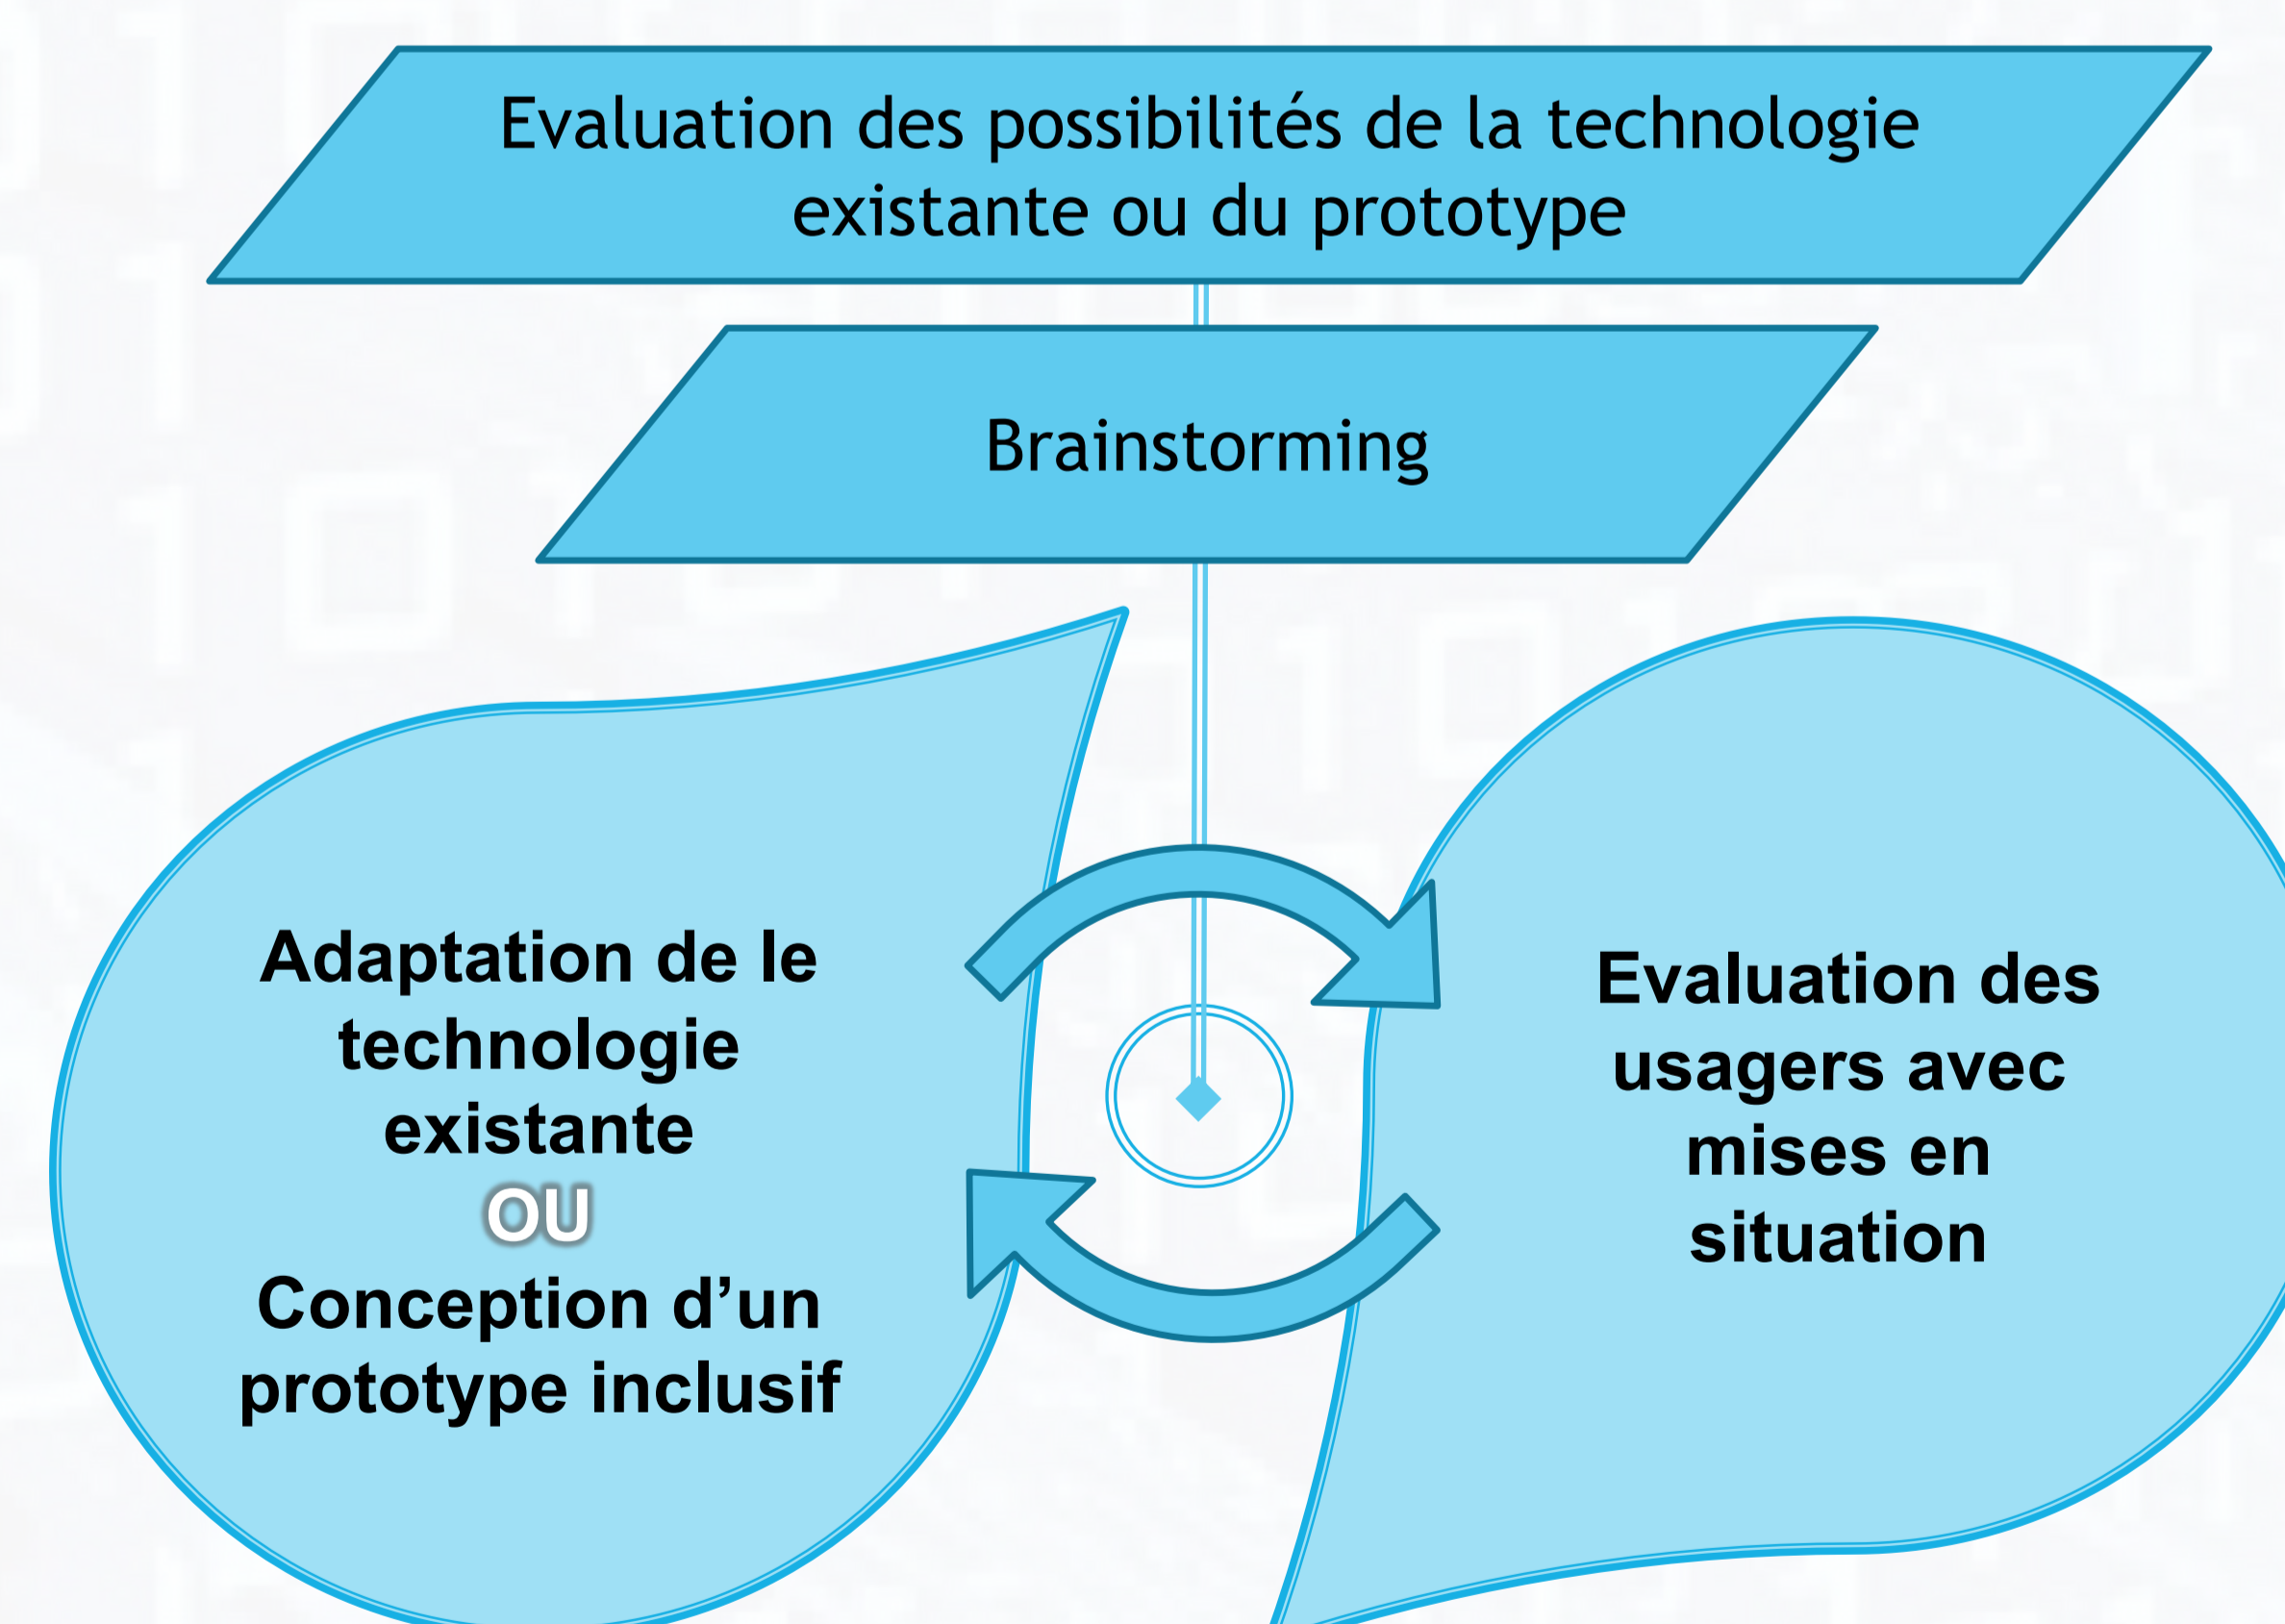 Evaluation des possibilités de la technologie
existante ou du prototype
Brainstorming
Adaptation de le
technologie
existante
OU
Conception d’un
prototype inclusif
Evaluation des
usagers avec
mises en
situation